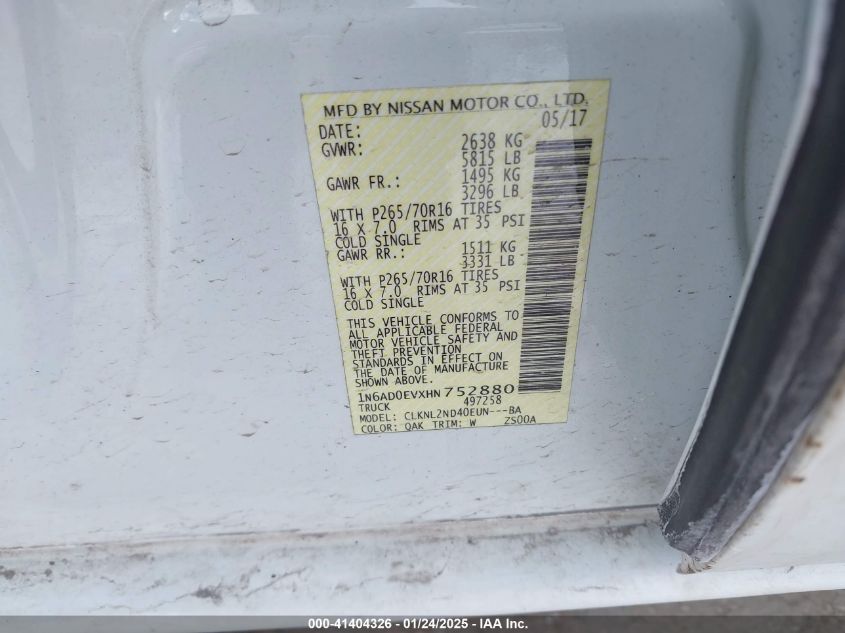 MFD BY NISSAN MOTOR CO., LTD.
DATE: 05/17
GVWR: 2638 KG
5815 LB
GAWR FR.: 1495 KG
3296 LB
WITH P265/70R16 TIRES
16 X 7.0 RIMS AT 35 PSI
COLD SINGLE
GAWR RR.: 1511 KG
3331 LB
WITH P265/70R16 TIRES
16 X 7.0 RIMS AT 35 PSI
COLD SINGLE
THIS VEHICLE CONFORMS TO
ALL APPLICABLE FEDERAL
MOTOR VEHICLE SAFETY AND
THEFT PREVENTION
STANDARDS IN EFFECT ON
THE DATE OF MANUFACTURE
SHOWN ABOVE.
1N6AD0EVXHN752880
TRUCK 497258
MODEL: CLKNL2ND40EUN---BA
COLOR: QAK TRIM: W ZS00A
000-41404326 - 01/24/2025 - IAA Inc.